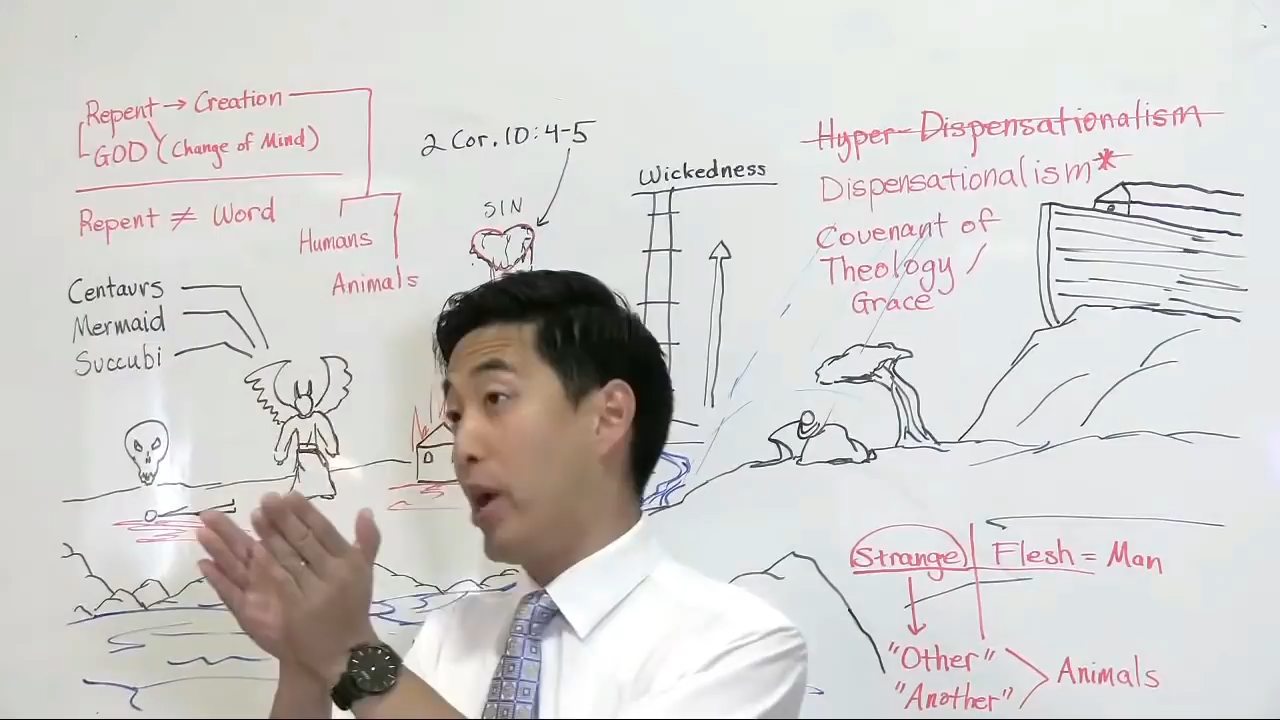 Repent → Creation
GOD (Change of Mind)
Repent ≠ Word
Humans
Animals
Centaurs
Mermaid
Succubi
2 Cor. 10:4-5
SIN
Wickedness
Hyper-Dispensationalism
Dispensationalism*
Covenant of
Theology /
Grace
Strange Flesh = Man
"Other"
"Another"
Animals